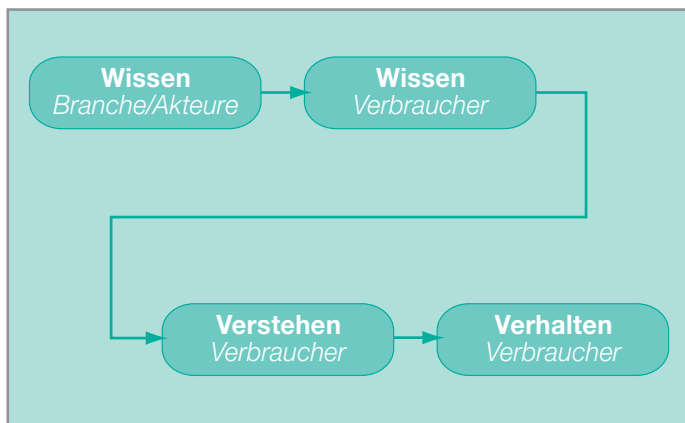 Wissen
Branche/Akteure
Wissen
Verbraucher
Verstehen
Verbraucher
Verhalten
Verbraucher